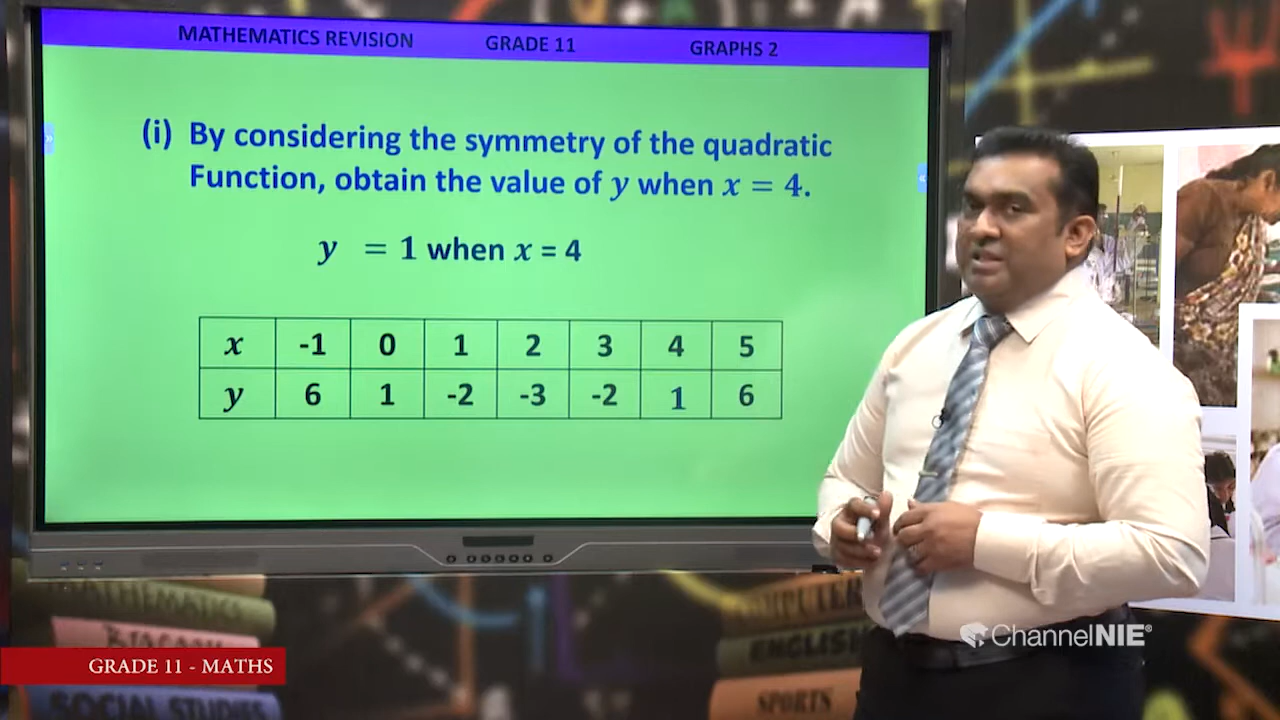 MATHEMATICS REVISION GRADE 11 GRAPHS 2
(i) By considering the symmetry of the quadratic
Function, obtain the value of y when x = 4.
y = 1 when x = 4
x -1 0 1 2 3 4 5
y 6 1 -2 -3 -2 1 6
MATHEMATICS
ENGLISH
SOCIAL STUDIES
SPORTS
GRADE 11 - MATHS
ChannelNIE®